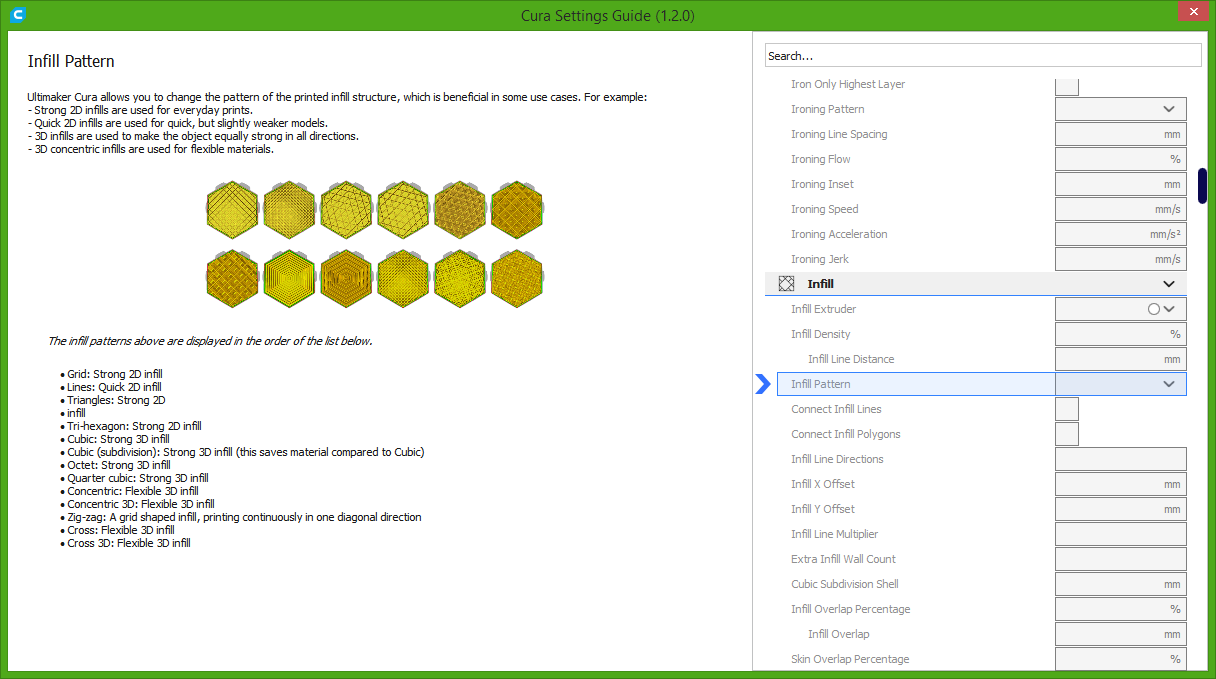 Cura Settings Guide (1.2.0)
Infill Pattern
Ultimaker Cura allows you to change the pattern of the printed infill structure, which is beneficial in some use cases. For example:
- Strong 2D infills are used for everyday prints.
- Quick 2D infills are used for quick, but slightly weaker models.
- 3D infills are used to make the object equally strong in all directions.
- 3D concentric infills are used for flexible materials.
The infill patterns above are displayed in the order of the list below.
• Grid: Strong 2D infill
• Lines: Quick 2D infill
• Triangles: Strong 2D
• infill
• Tri-hexagon: Strong 2D infill
• Cubic: Strong 3D infill
• Cubic (subdivision): Strong 3D infill (this saves material compared to Cubic)
• Octet: Strong 3D infill
• Quarter cubic: Strong 3D infill
• Concentric: Flexible 3D infill
• Concentric 3D: Flexible 3D infill
• Zig-zag: A grid shaped infill, printing continuously in one diagonal direction
• Cross: Flexible 3D infill
• Cross 3D: Flexible 3D infill
Search...
Iron Only Highest Layer
Ironing Pattern
Ironing Line Spacing mm
Ironing Flow %
Ironing Inset mm
Ironing Speed mm/s
Ironing Acceleration mm/s²
Ironing Jerk mm/s
Infill
Infill Extruder
Infill Density %
Infill Line Distance mm
Infill Pattern
Connect Infill Lines
Connect Infill Polygons
Infill Line Directions
Infill X Offset mm
Infill Y Offset mm
Infill Line Multiplier
Extra Infill Wall Count
Cubic Subdivision Shell mm
Infill Overlap Percentage %
Infill Overlap mm
Skin Overlap Percentage %